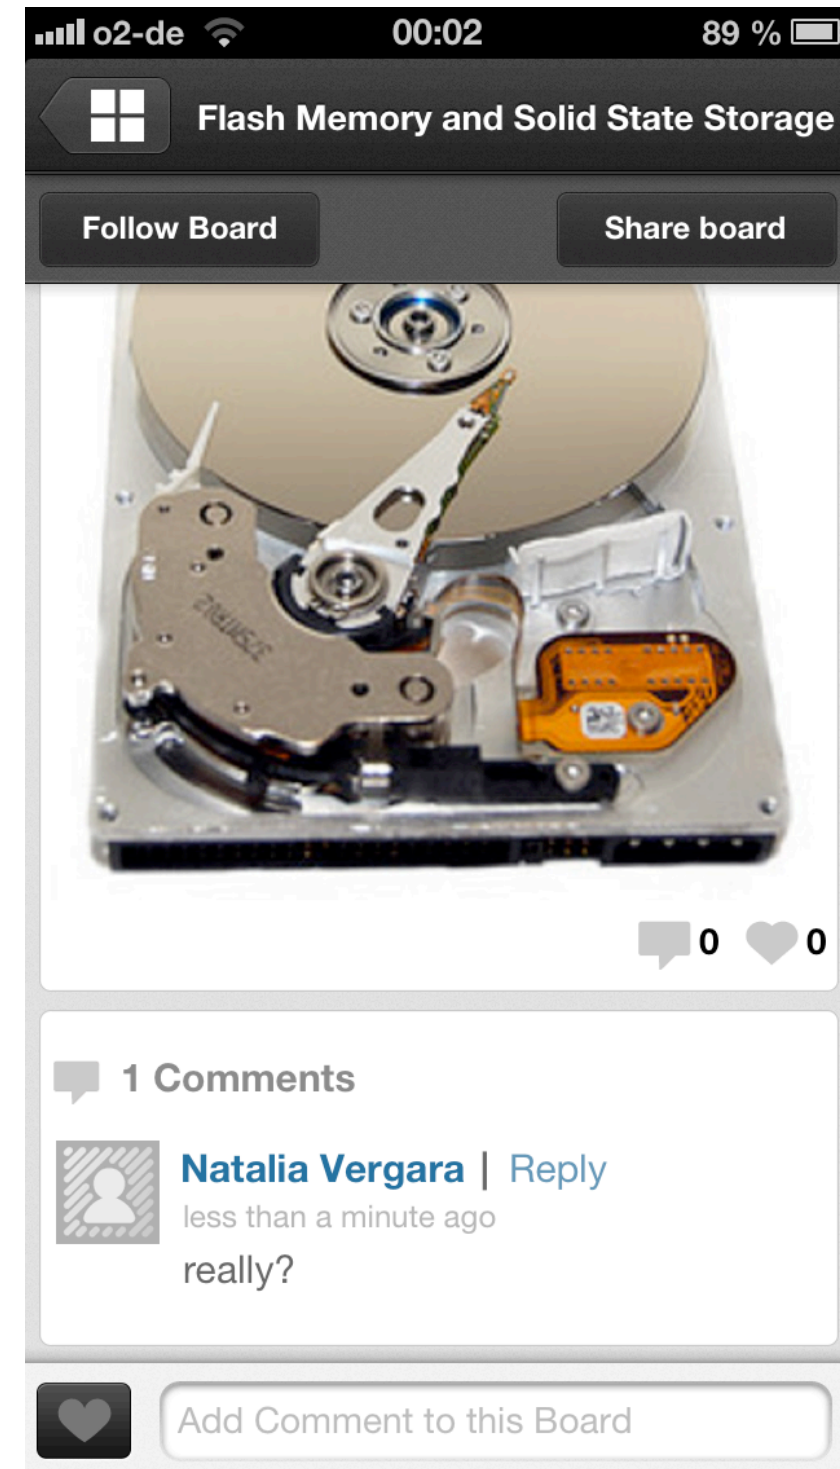 o2-de 00:02 89 %
Flash Memory and Solid State Storage
Follow Board Share board
0 0
1 Comments
Natalia Vergara | Reply
less than a minute ago
really?
Add Comment to this Board